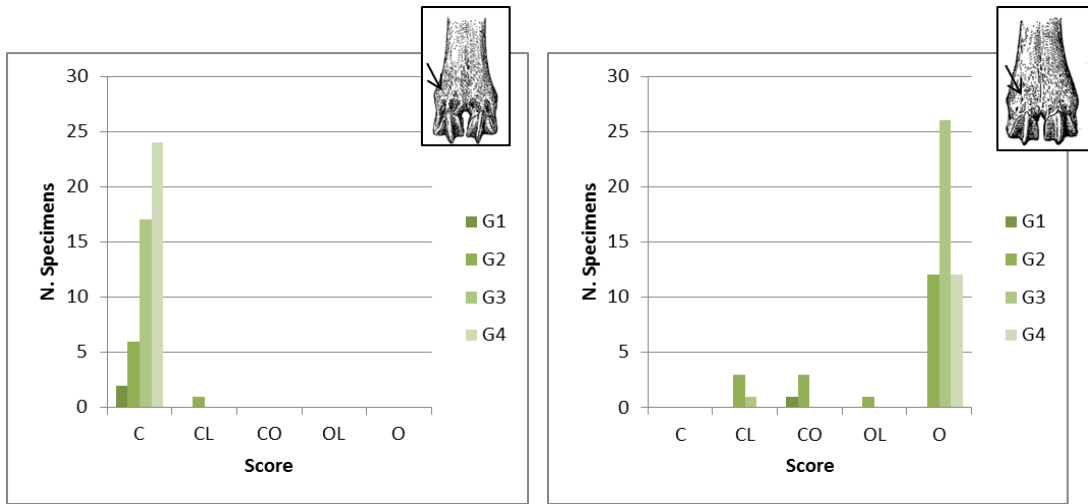 30
25
20
15
10
5
0
N. Specimens
C CL CO OL O
Score
G1
G2
G3
G4
30
25
20
15
10
5
0
N. Specimens
C CL CO OL O
Score
G1
G2
G3
G4